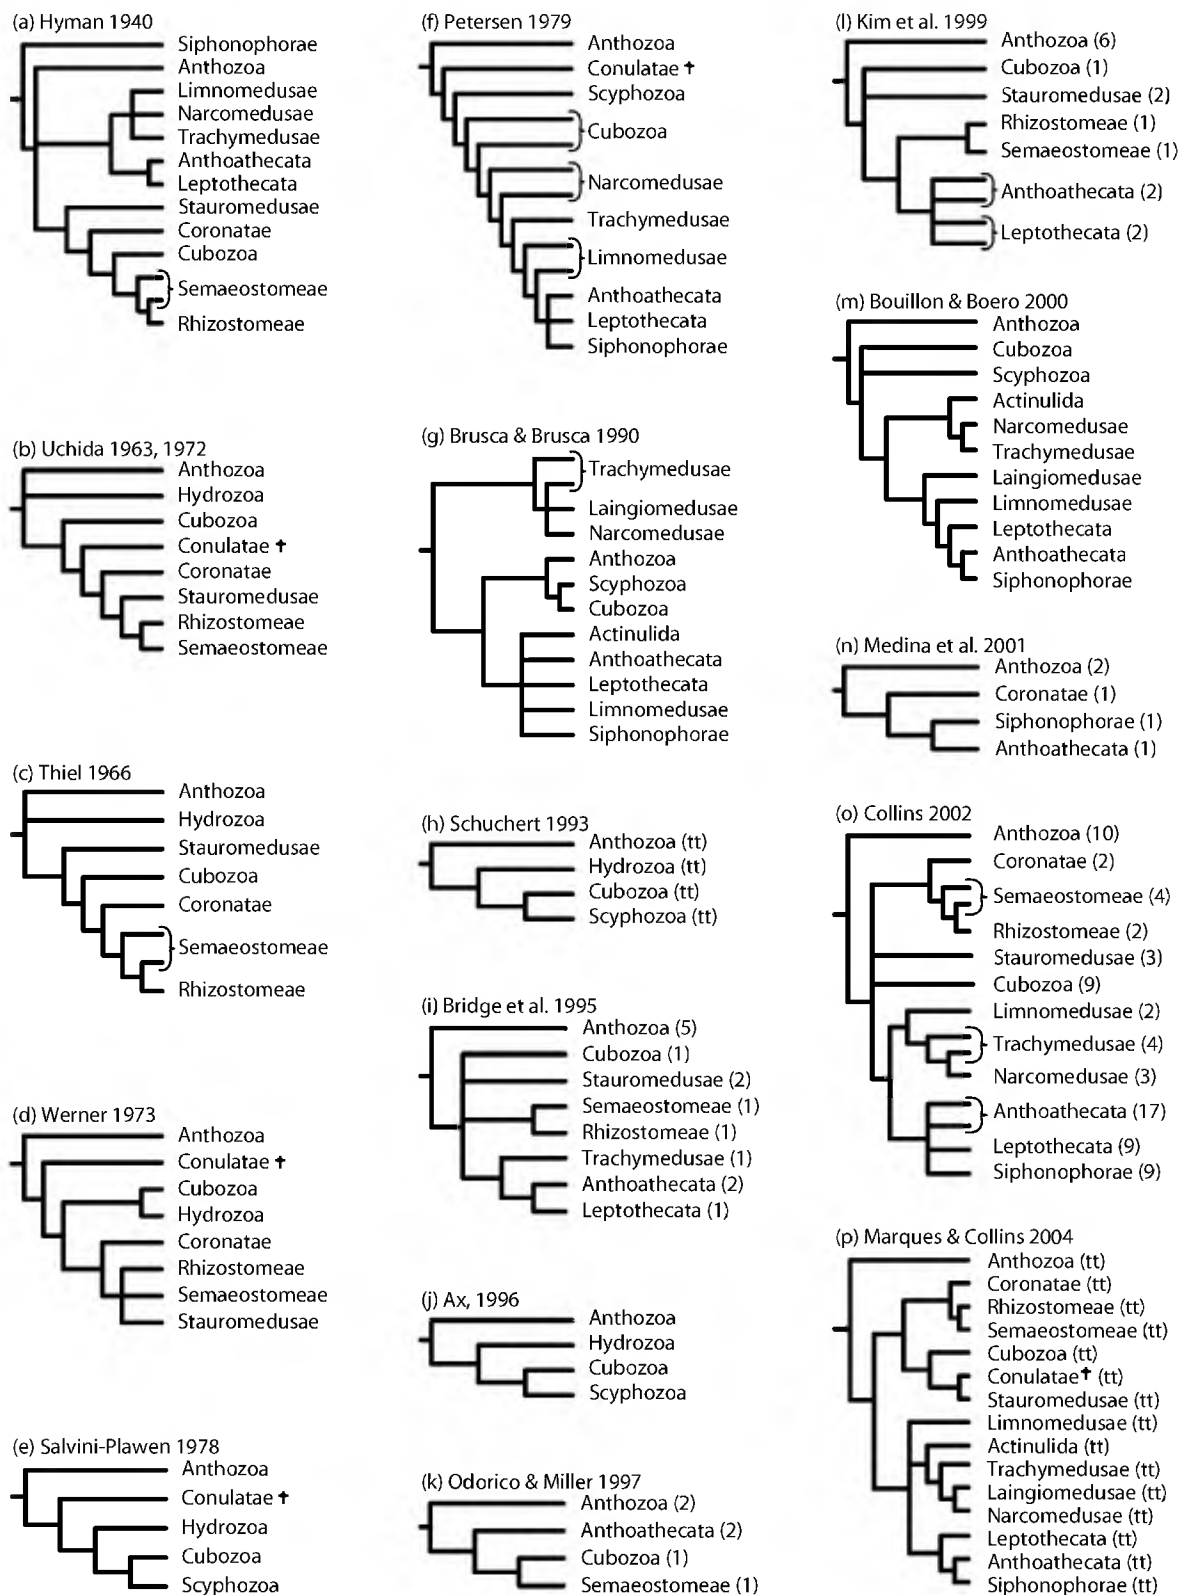 (a) Hyman 1940
Siphonophorae
Anthozoa
Limnomedusae
Narcomedusae
Trachymedusae
Anthoathecata
Leptothecata
Stauromedusae
Coronatae
Cubozoa
Semaeostomeae
Rhizostomeae
(b) Uchida 1963, 1972
Anthozoa
Hydrozoa
Cubozoa
Conulatae ✝
Coronatae
Stauromedusae
Rhizostomeae
Semaeostomeae
(c) Thiel 1966
Anthozoa
Hydrozoa
Stauromedusae
Cubozoa
Coronatae
Semaeostomeae
Rhizostomeae
(d) Werner 1973
Anthozoa
Conulatae ✝
Cubozoa
Hydrozoa
Coronatae
Rhizostomeae
Semaeostomeae
Stauromedusae
(e) Salvini-Plawen 1978
Anthozoa
Conulatae ✝
Hydrozoa
Cubozoa
Scyphozoa
(f) Petersen 1979
Anthozoa
Conulatae ✝
Scyphozoa
Cubozoa
Narcomedusae
Trachymedusae
Limnomedusae
Anthoathecata
Leptothecata
Siphonophorae
(g) Brusca & Brusca 1990
Trachymedusae
Laingiomedusae
Narcomedusae
Anthozoa
Scyphozoa
Cubozoa
Actinulida
Anthoathecata
Leptothecata
Limnomedusae
Siphonophorae
(h) Schuchert 1993
Anthozoa (tt)
Hydrozoa (tt)
Cubozoa (tt)
Scyphozoa (tt)
(i) Bridge et al. 1995
Anthozoa (5)
Cubozoa (1)
Stauromedusae (2)
Semaeostomeae (1)
Rhizostomeae (1)
Trachymedusae (1)
Anthoathecata (2)
Leptothecata (1)
(j) Ax, 1996
Anthozoa
Hydrozoa
Cubozoa
Scyphozoa
(k) Odorico & Miller 1997
Anthozoa (2)
Anthoathecata (2)
Cubozoa (1)
Semaeostomeae (1)
(l) Kim et al. 1999
Anthozoa (6)
Cubozoa (1)
Stauromedusae (2)
Rhizostomeae (1)
Semaeostomeae (1)
Anthoathecata (2)
Leptothecata (2)
(m) Bouillon & Boero 2000
Anthozoa
Cubozoa
Scyphozoa
Actinulida
Narcomedusae
Trachymedusae
Laingiomedusae
Limnomedusae
Leptothecata
Anthoathecata
Siphonophorae
(n) Medina et al. 2001
Anthozoa (2)
Coronatae (1)
Siphonophorae (1)
Anthoathecata (1)
(o) Collins 2002
Anthozoa (10)
Coronatae (2)
Semaeostomeae (4)
Rhizostomeae (2)
Stauromedusae (3)
Cubozoa (9)
Limnomedusae (2)
Trachymedusae (4)
Narcomedusae (3)
Anthoathecata (17)
Leptothecata (9)
Siphonophorae (9)
(p) Marques & Collins 2004
Anthozoa (tt)
Coronatae (tt)
Rhizostomeae (tt)
Semaeostomeae (tt)
Cubozoa (tt)
Conulatae✝ (tt)
Stauromedusae (tt)
Limnomedusae (tt)
Actinulida (tt)
Trachymedusae (tt)
Laingiomedusae (tt)
Narcomedusae (tt)
Leptothecata (tt)
Anthoathecata (tt)
Siphonophorae (tt)